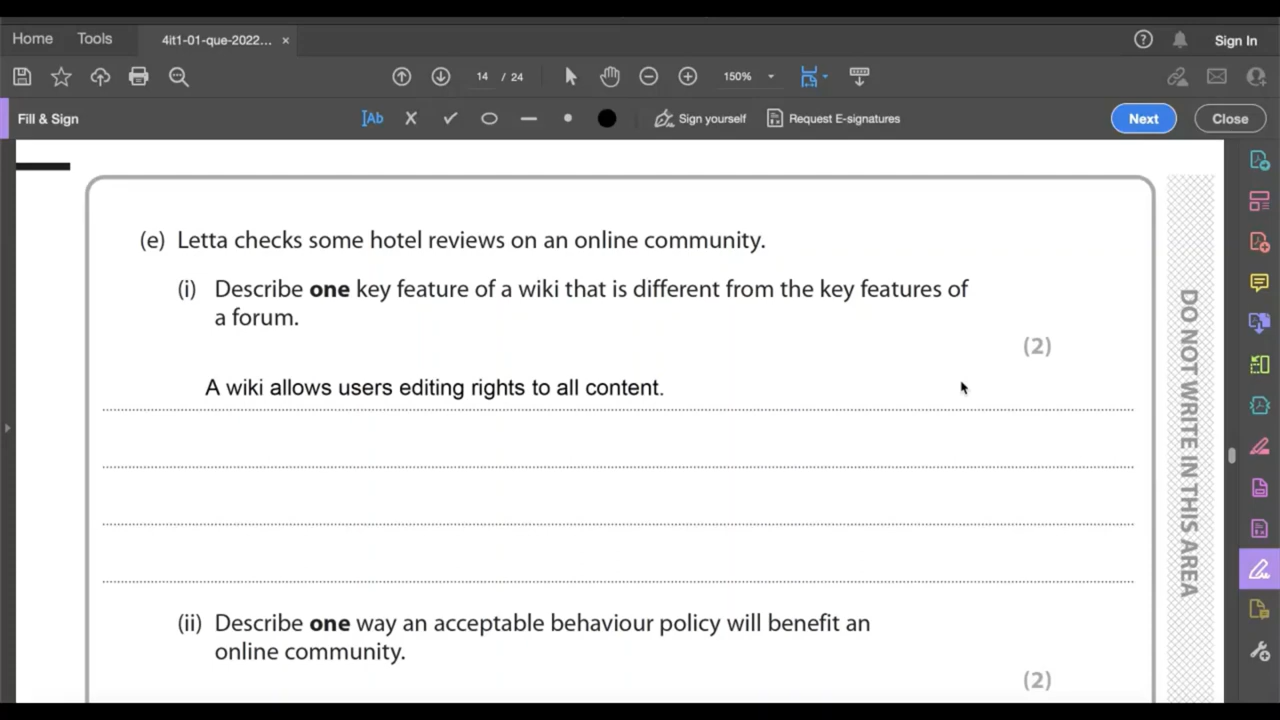 Home Tools 4it1-01-que-2022... × Sign In
14 / 24 150%
Fill & Sign Ab Sign yourself Request E-signatures Next Close
(e) Letta checks some hotel reviews on an online community.
(i) Describe one key feature of a wiki that is different from the key features of
a forum.
(2)
A wiki allows users editing rights to all content.
(ii) Describe one way an acceptable behaviour policy will benefit an
online community.
(2)
DO NOT WRITE IN THIS AREA